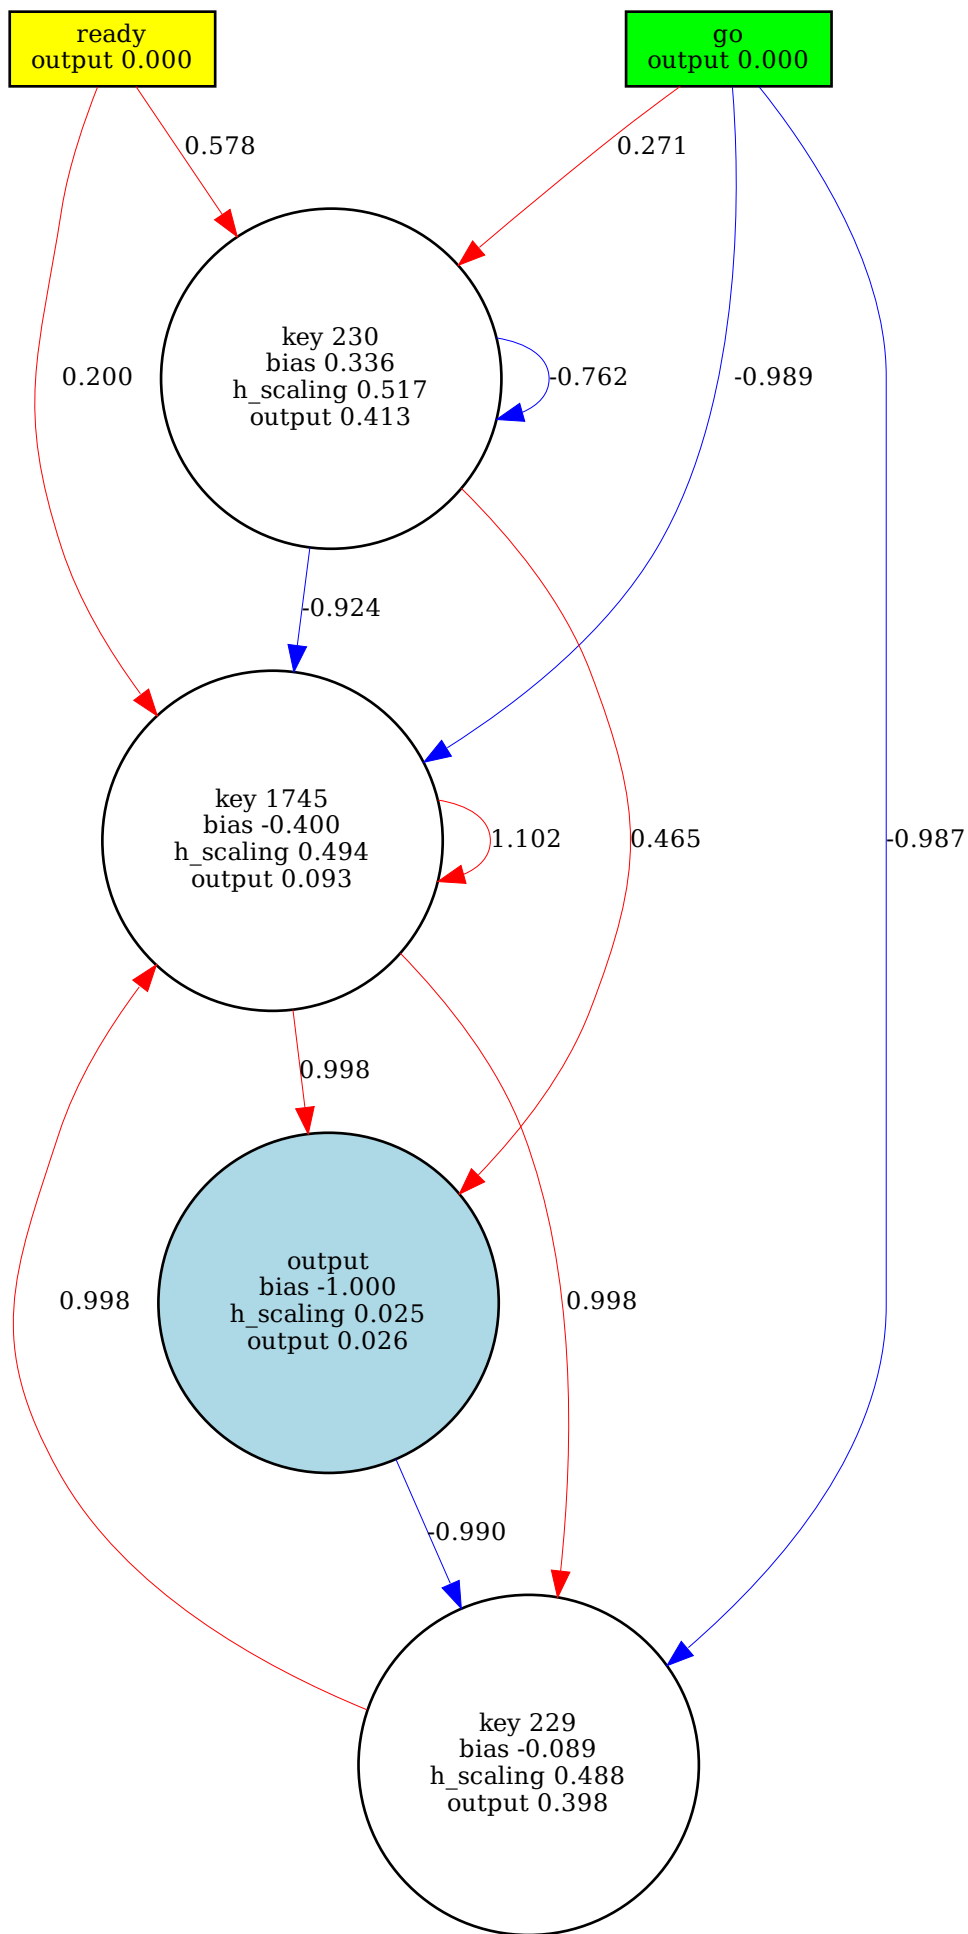 ready
output 0.000
go
output 0.000
0.578
0.271
key 230
bias 0.336
h_scaling 0.517
output 0.413
0.200
-0.762
-0.989
-0.924
key 1745
bias -0.400
h_scaling 0.494
output 0.093
1.102
0.465
-0.987
0.998
output
bias -1.000
h_scaling 0.025
output 0.026
0.998
0.998
-0.990
key 229
bias -0.089
h_scaling 0.488
output 0.398